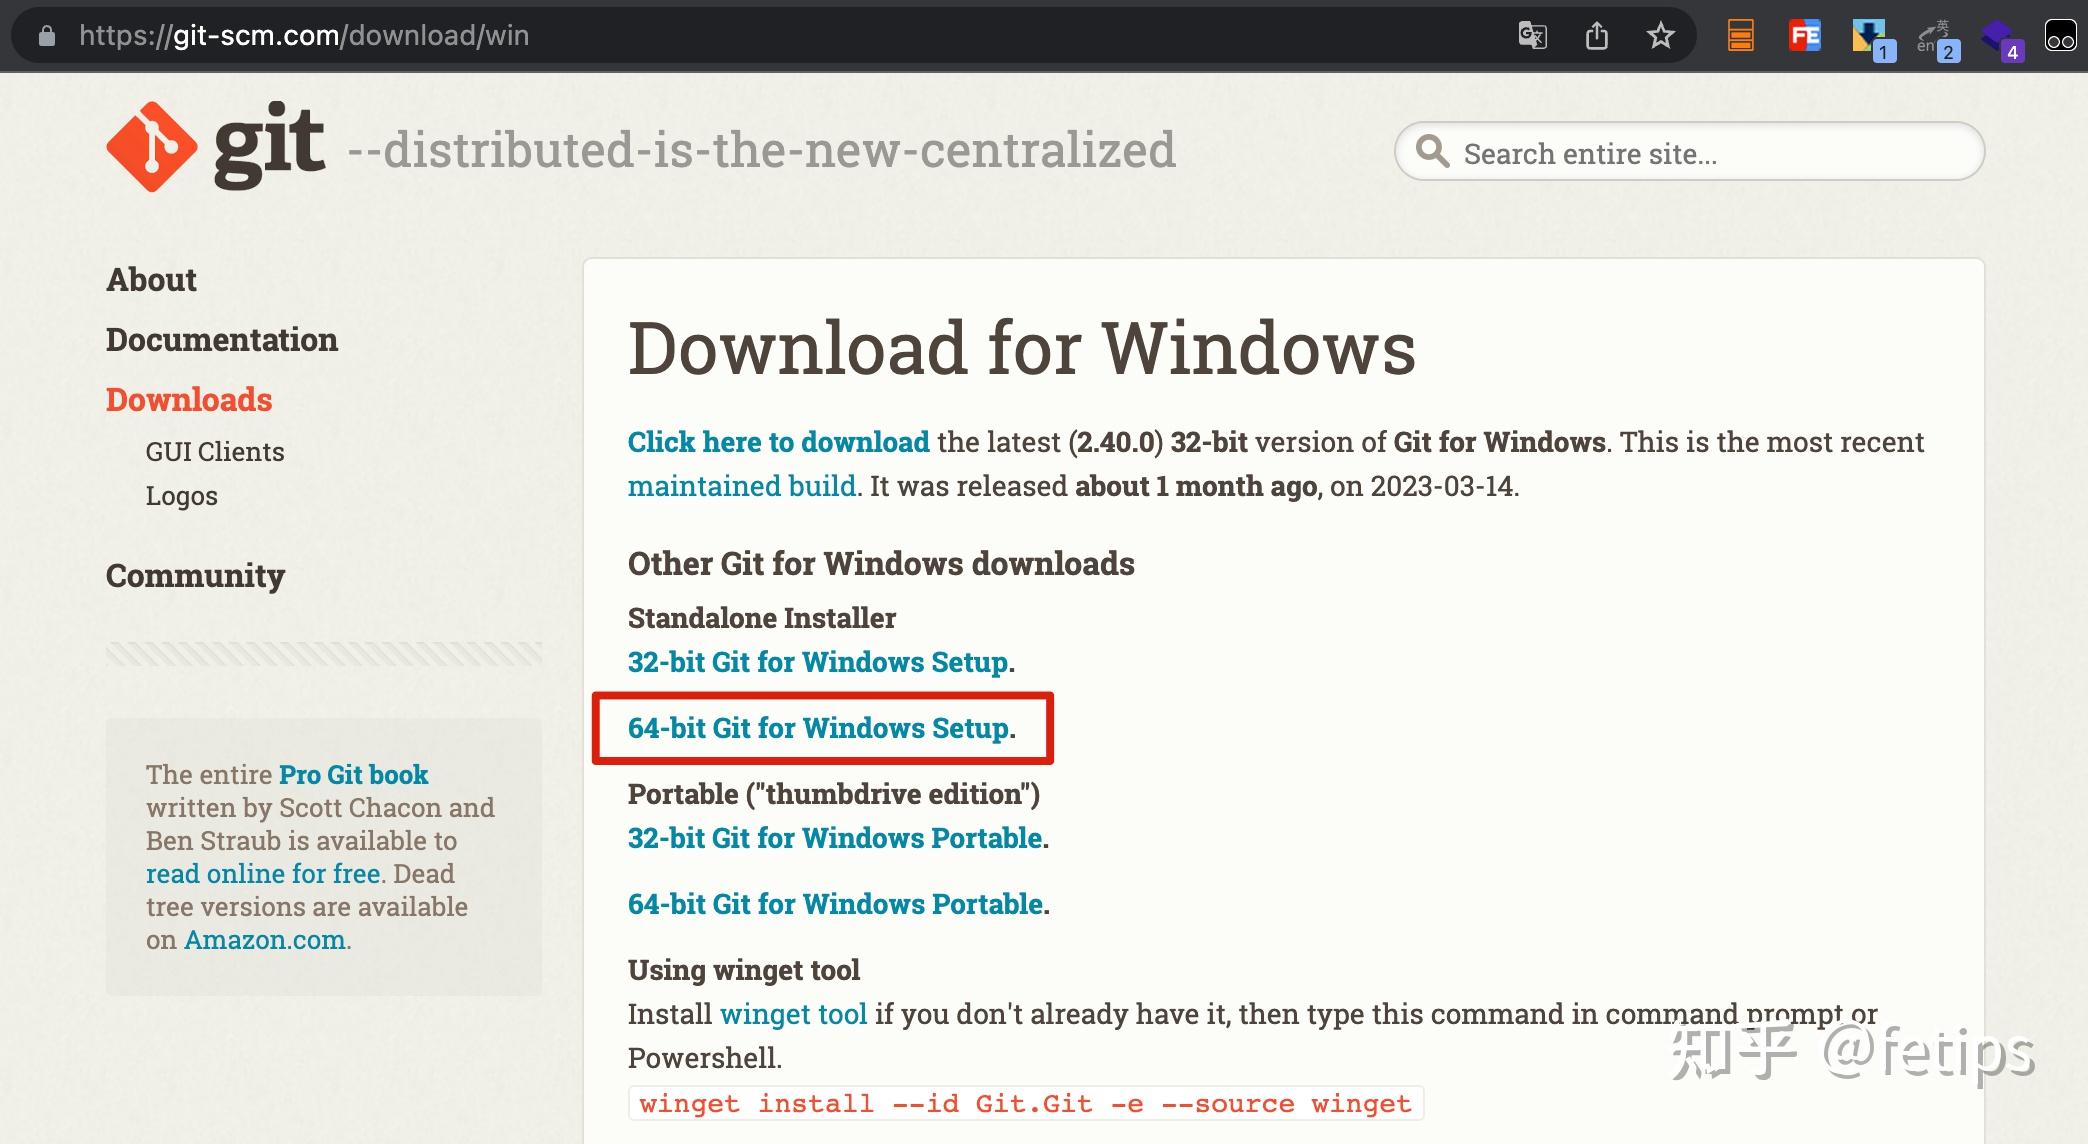 https://git-scm.com/download/win
FE
1
英
en
2
4
git --distributed-is-the-new-centralized
Search entire site...
About
Documentation
Downloads
GUI Clients
Logos
Community
The entire Pro Git book
written by Scott Chacon and
Ben Straub is available to
read online for free. Dead
tree versions are available
on Amazon.com.
Download for Windows
Click here to download the latest (2.40.0) 32-bit version of Git for Windows. This is the most recent
maintained build. It was released about 1 month ago, on 2023-03-14.
Other Git for Windows downloads
Standalone Installer
32-bit Git for Windows Setup.
64-bit Git for Windows Setup.
Portable ("thumbdrive edition")
32-bit Git for Windows Portable.
64-bit Git for Windows Portable.
Using winget tool
Install winget tool if you don't already have it, then type this command in command prompt or
Powershell.
winget install --id Git.Git -e --source winget
知乎 @fetips